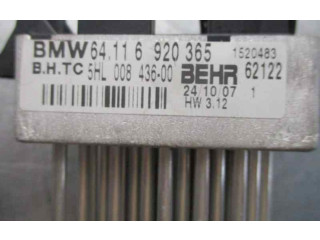 BMW 64.11 6 920 365 1520483
B.H.TC 5HL 008 436-00 BEHR 62122
24.10 07 1
HW 3.12